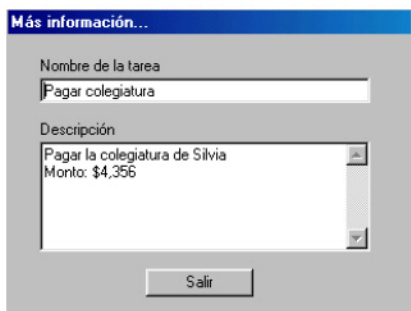 Más información...
Nombre de la tarea
Pagar colegiatura
Descripción
Pagar la colegiatura de Silvia
Monto: $4,356
Salir